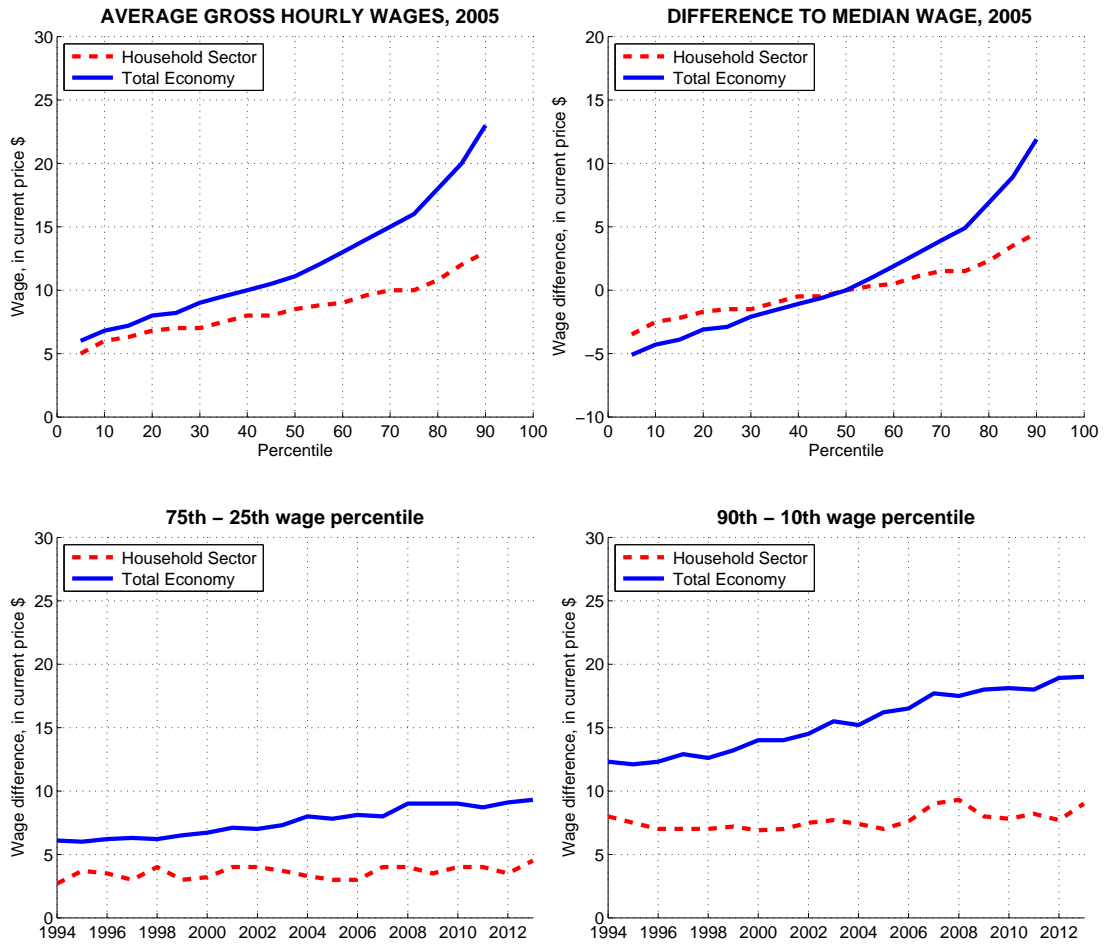 AVERAGE GROSS HOURLY WAGES, 2005
30
25
20
15
10
5
0
Wage, in current price $
Household Sector
Total Economy
0 10 20 30 40 50 60 70 80 90 100
Percentile
DIFFERENCE TO MEDIAN WAGE, 2005
20
15
10
5
0
−5
−10
Wage difference, in current price $
Household Sector
Total Economy
0 10 20 30 40 50 60 70 80 90 100
Percentile
75th − 25th wage percentile
30
25
20
15
10
5
0
Wage difference, in current price $
Household Sector
Total Economy
1994 1996 1998 2000 2002 2004 2006 2008 2010 2012
90th − 10th wage percentile
30
25
20
15
10
5
0
Wage difference, in current price $
Household Sector
Total Economy
1994 1996 1998 2000 2002 2004 2006 2008 2010 2012